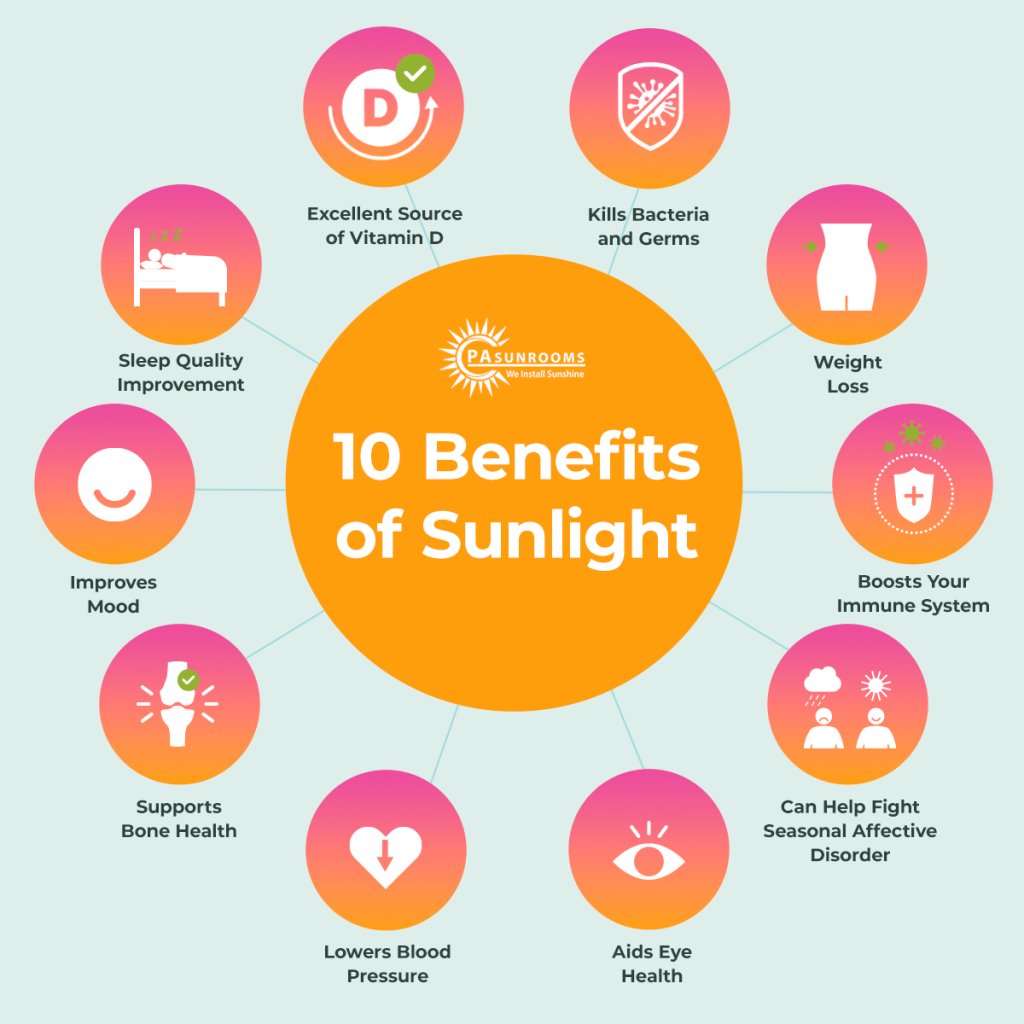 D
Excellent Source
of Vitamin D
Kills Bacteria
and Germs
z z Z
Sleep Quality
Improvement
Weight
Loss
PASUNROOMS
We Install Sunshine
10 Benefits
of Sunlight
Improves
Mood
Boosts Your
Immune System
Supports
Bone Health
Can Help Fight
Seasonal Affective
Disorder
Lowers Blood
Pressure
Aids Eye
Health